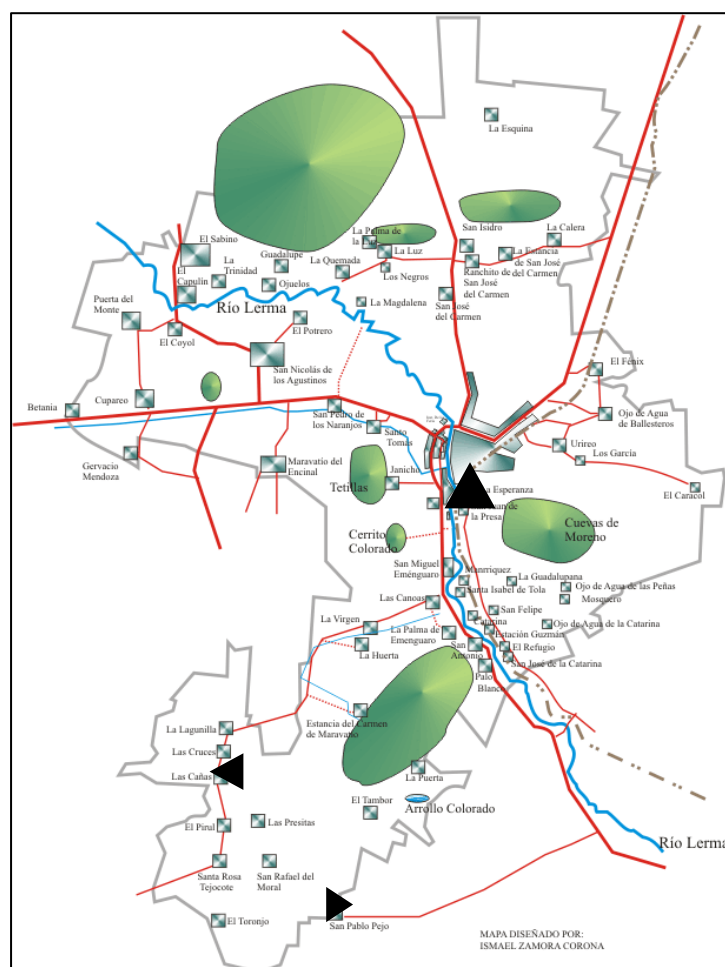 La Esquina
San Isidro
La Calera
La Palma de
la Luz
La Luz
La Estancia
de San José
del Carmen
El Sabino
La
Trinidad
Guadalupe
La Quemada
Los Negros
Ranchito de
San José
del Carmen
El
Capulín
Ojuelos
La Magdalena
San
José del
Carmen
Río Lerma
Puerta del
Monte
El Coyol
El Potrero
San Nicolás de
los Agustinos
El Fénix
Betania
Cupareo
San Pedro de
los Naranjos
Santo
Tomás
Ojo de Agua
de Ballesteros
Urireo
Los García
Gervacio
Mendoza
Maravatío del
Encinal
Janicho
Tetillas
Esperanza
El Caracol
de
la Presa
Cuevas de
Moreno
Cerrito
Colorado
San Miguel
Eménguaro
Manrriquez
La Guadalupana
Ojo de Agua de las Peñas
Santa Isabel de Tola
Mosquero
Las Canoas
San Felipe
La Virgen
La Palma de
Emenguaro
Catarina
Ojo de Agua de la Catarina
Estación Guzmán
La Huerta
San
Antonio
El Refugio
San José de la Catarina
Palo
Blanco
La Lagunilla
Estancia del Carmen
de Maravatío
Las Cruces
Las Cañas
La Puerta
El Tambor
Arrollo Colorado
El Pirul
Las Presitas
Río Lerma
Santa Rosa
Tejocote
San Rafael del
Moral
El Toronjo
San Pablo Pejo
MAPA DISEÑADO POR:
ISMAEL ZAMORA CORONA